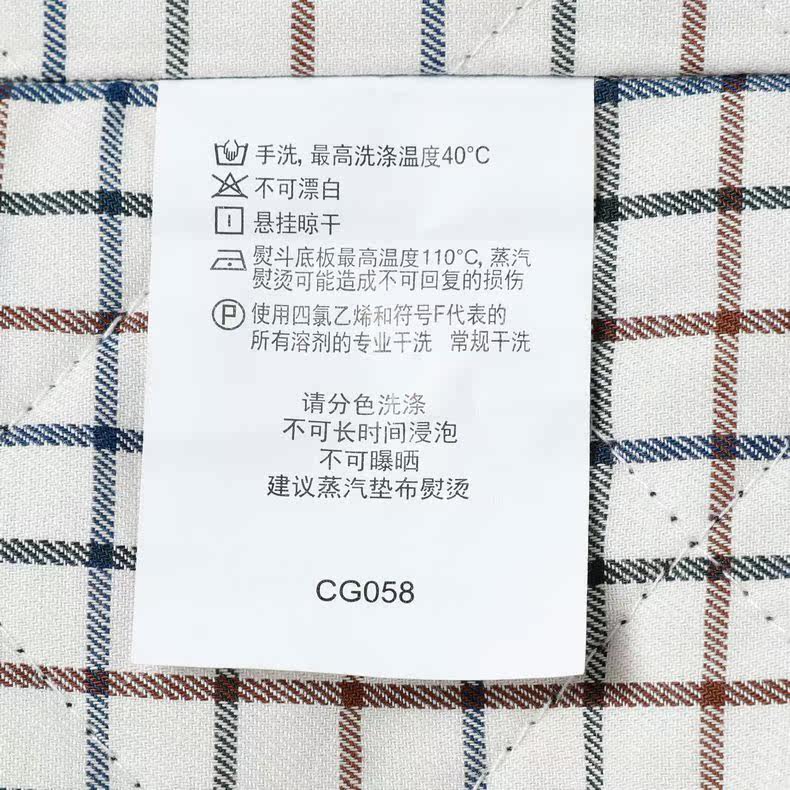 手洗, 最高洗涤温度40°C
不可漂白
悬挂晾干
熨斗底板最高温度110°C, 蒸汽
熨烫可能造成不可回复的损伤
P 使用四氯乙烯和符号F代表的
所有溶剂的专业干洗 常规干洗
请分色洗涤
不可长时间浸泡
不可曝晒
建议蒸汽垫布熨烫
CG058